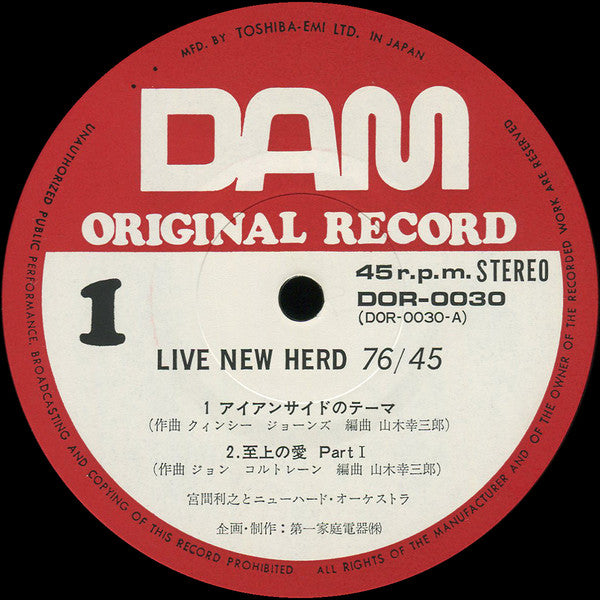 MFD. BY TOSHIBA-EMI LTD. IN JAPAN
DAM
ORIGINAL RECORD
1
45 r.p.m. STEREO
DOR-0030
(DOR-0030-A)
LIVE NEW HERD 76/45
1 アイアンサイドのテーマ
(作曲 クィンシー ジョーンズ 編曲 山木幸三郎)
2.至上の愛 Part I
(作曲 ジョン コルトレーン 編曲 山木幸三郎)
宮間利之とニューハード・オーケストラ
企画・制作:第一家庭電器㈱
UNAUTHORIZED PUBLIC PERFORMANCE, BROADCASTING AND COPYING OF THIS RECORD PROHIBITED
ALL RIGHTS OF THE MANUFACTURER AND OF THE OWNER OF THE RECORDED WORK ARE RESERVED